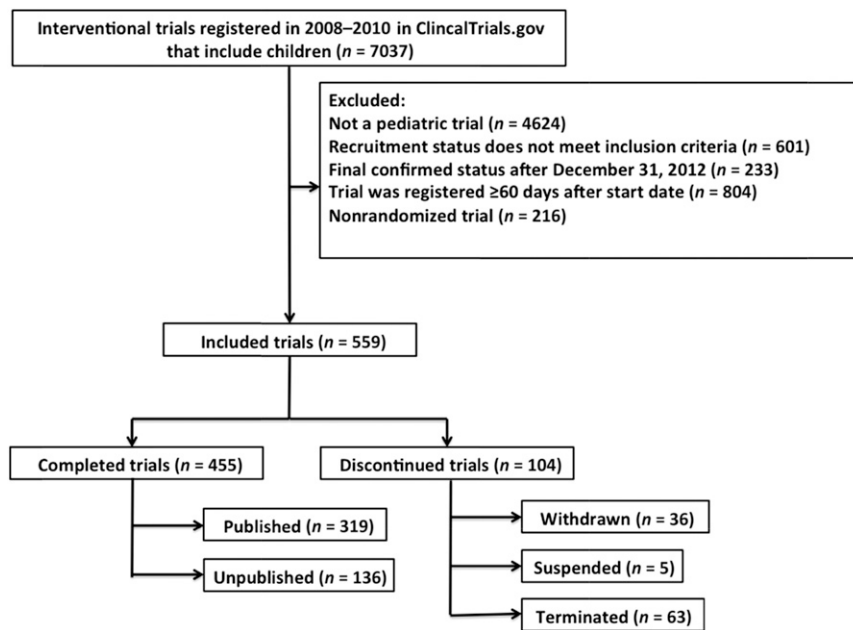 Interventional trials registered in 2008–2010 in ClincalTrials.gov
that include children (n = 7037)
Excluded:
Not a pediatric trial (n = 4624)
Recruitment status does not meet inclusion criteria (n = 601)
Final confirmed status after December 31, 2012 (n = 233)
Trial was registered ≥60 days after start date (n = 804)
Nonrandomized trial (n = 216)
Included trials (n = 559)
Completed trials (n = 455)
Discontinued trials (n = 104)
Published (n = 319)
Unpublished (n = 136)
Withdrawn (n = 36)
Suspended (n = 5)
Terminated (n = 63)